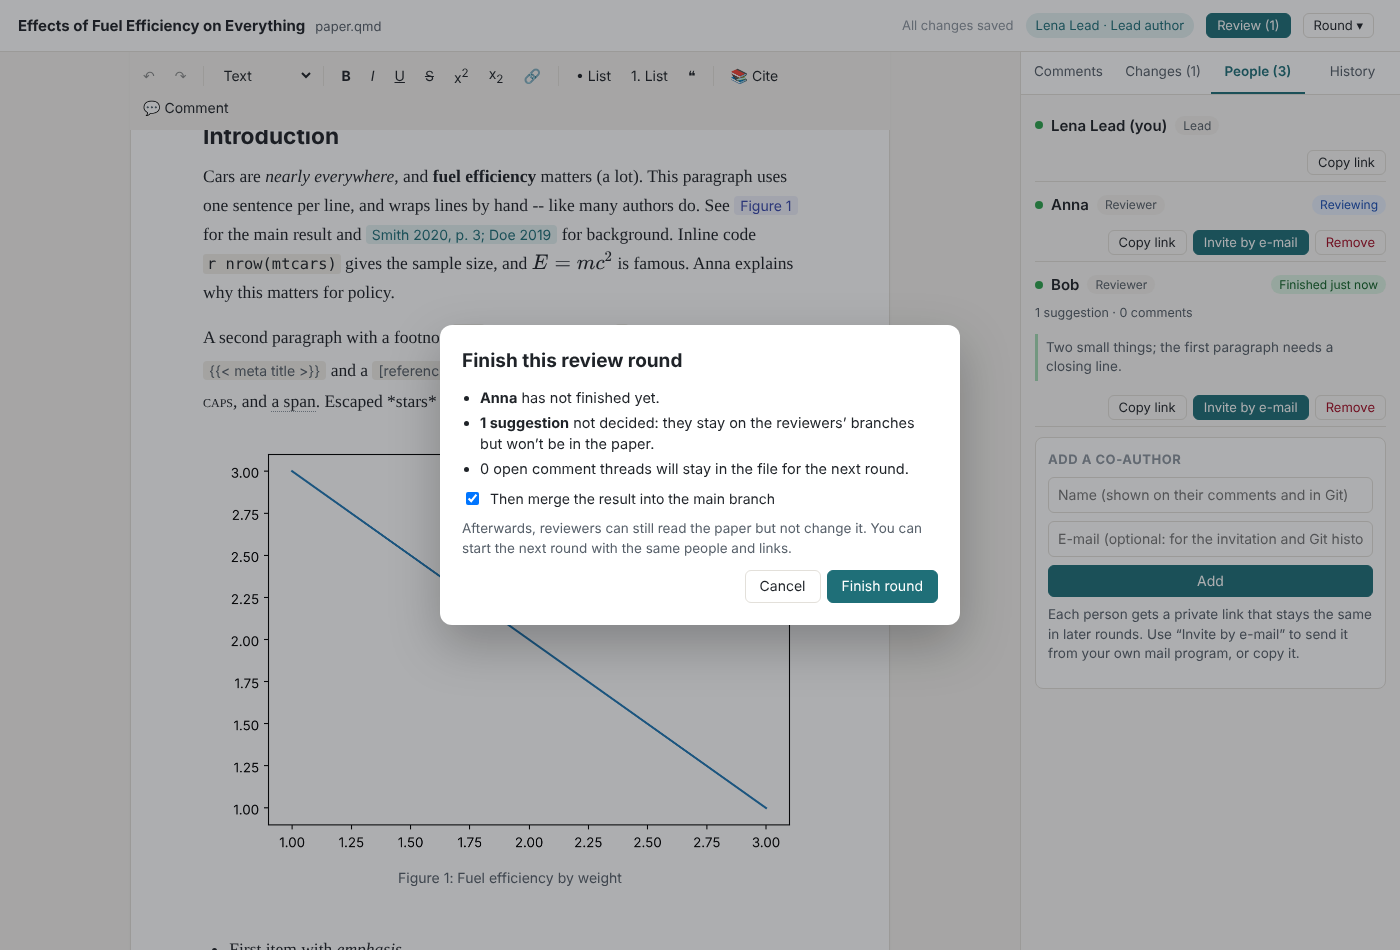 Effects of Fuel Efficiency on Everything paper.qmd
All changes saved Lena Lead · Lead author Review (1) Round ▾
↶ ↷ Text B I U S x² x₂ 🔗 • List 1. List ❝ 📚 Cite
💬 Comment
Comments Changes (1) People (3) History
Introduction
Cars are nearly everywhere, and fuel efficiency matters (a lot). This paragraph uses
one sentence per line, and wraps lines by hand -- like many authors do. See Figure 1
for the main result and Smith 2020, p. 3; Doe 2019 for background. Inline code
r nrow(mtcars) gives the sample size, and E = mc² is famous. Anna explains
why this matters for policy.
A second paragraph with a footno
{{< meta title >}} and a [referenc
CAPS, and a span. Escaped *stars*
3.00
2.75
2.50
2.25
2.00
1.75
1.50
1.25
1.00
1.00 1.25 1.50 1.75 2.00 2.25 2.50 2.75 3.00
Figure 1: Fuel efficiency by weight
• First item with emphasis
Finish this review round
• Anna has not finished yet.
• 1 suggestion not decided: they stay on the reviewers’ branches
but won’t be in the paper.
• 0 open comment threads will stay in the file for the next round.
Then merge the result into the main branch
Afterwards, reviewers can still read the paper but not change it. You can
start the next round with the same people and links.
Cancel Finish round
Lena Lead (you) Lead
Copy link
Anna Reviewer Reviewing
Copy link Invite by e-mail Remove
Bob Reviewer Finished just now
1 suggestion · 0 comments
Two small things; the first paragraph needs a
closing line.
Copy link Invite by e-mail Remove
ADD A CO-AUTHOR
Name (shown on their comments and in Git)
E-mail (optional: for the invitation and Git histo
Add
Each person gets a private link that stays the same
in later rounds. Use “Invite by e-mail” to send it
from your own mail program, or copy it.